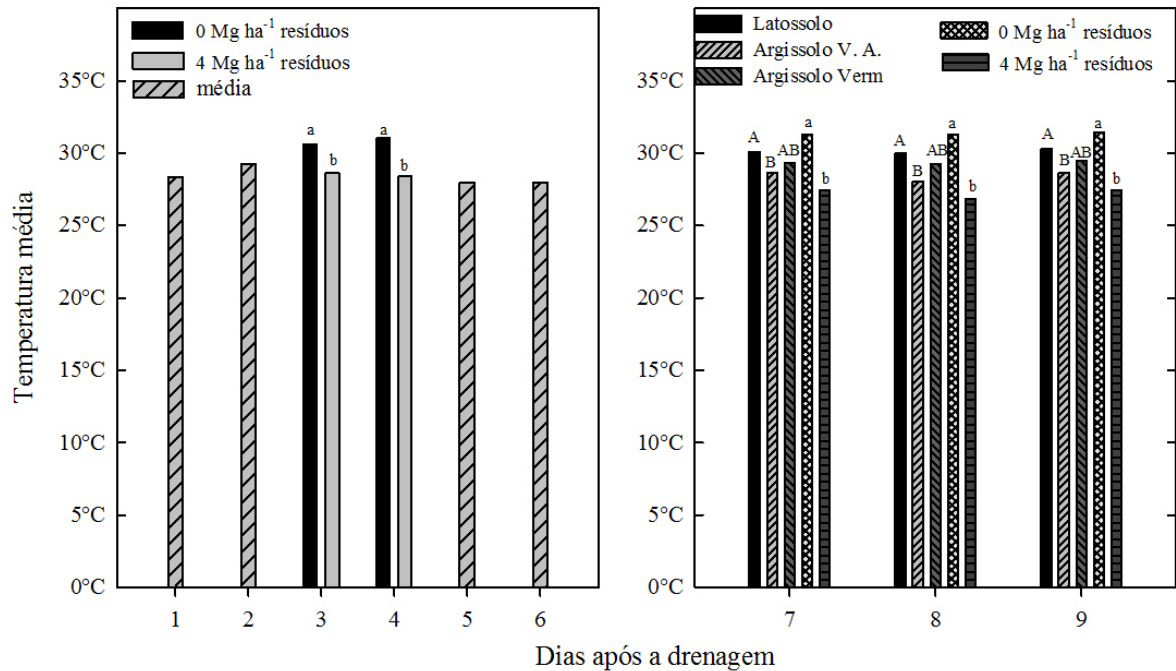 0 Mg ha⁻¹ resíduos
4 Mg ha⁻¹ resíduos
média
Latossolo
Argissolo V. A.
Argissolo Verm
0 Mg ha⁻¹ resíduos
4 Mg ha⁻¹ resíduos
Temperatura média
35°C
30°C
25°C
20°C
15°C
10°C
5°C
0°C
a
b
a
b
1 2 3 4 5 6
35°C
30°C
25°C
20°C
15°C
10°C
5°C
0°C
A
B
AB
a
b
A
B
AB
a
b
A
B
AB
a
b
7 8 9
Dias após a drenagem